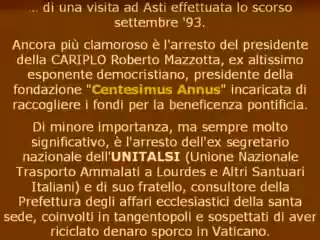 ... di una visita ad Asti effettuata lo scorso
settembre '93.
Ancora più clamoroso è l'arresto del presidente
della CARIPLO Roberto Mazzotta, ex altissimo
esponente democristiano, presidente della
fondazione "Centesimus Annus" incaricata di
raccogliere i fondi per la beneficenza pontificia.
Di minore importanza, ma sempre molto
significativo, è l'arresto dell'ex segretario
nazionale dell'UNITALSI (Unione Nazionale
Trasporto Ammalati a Lourdes e Altri Santuari
Italiani) e di suo fratello, consultore della
Prefettura degli affari ecclesiastici della santa
sede, coinvolti in tangentopoli e sospettati di aver
riciclato denaro sporco in Vaticano.